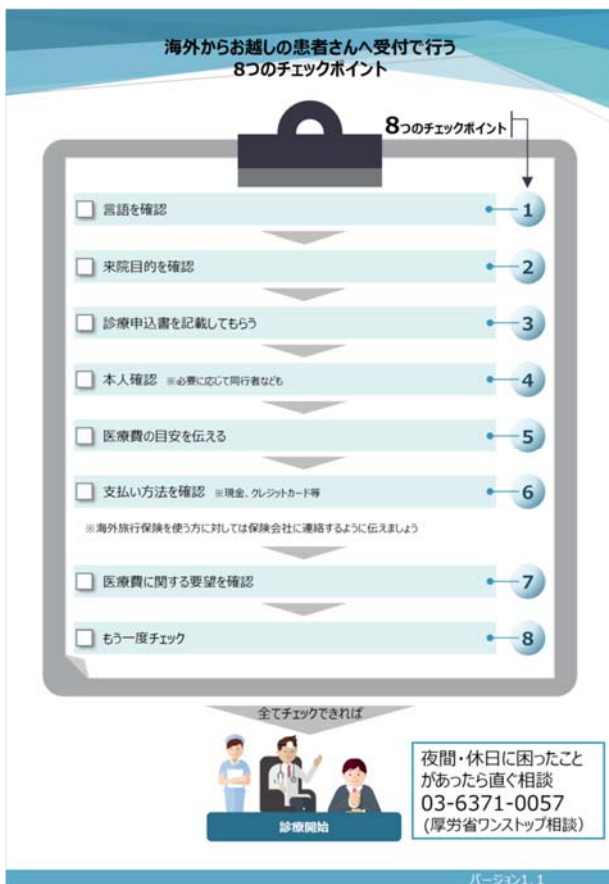 海外からお越しの患者さんへ受付で行う
8つのチェックポイント
8つのチェックポイント
言語を確認 1
来院目的を確認 2
診療申込書を記載してもらう 3
本人確認 ※必要に応じて同行者なども 4
医療費の目安を伝える 5
支払い方法を確認 ※現金、クレジットカード等 6
※海外旅行保険を使う方に対しては保険会社に連絡するように伝えましょう
医療費に関する要望を確認 7
もう一度チェック 8
全てチェックできれば
診療開始
夜間・休日に困ったこと
があったら直ぐ相談
03-6371-0057
(厚労省ワンストップ相談)
バージョン1.1